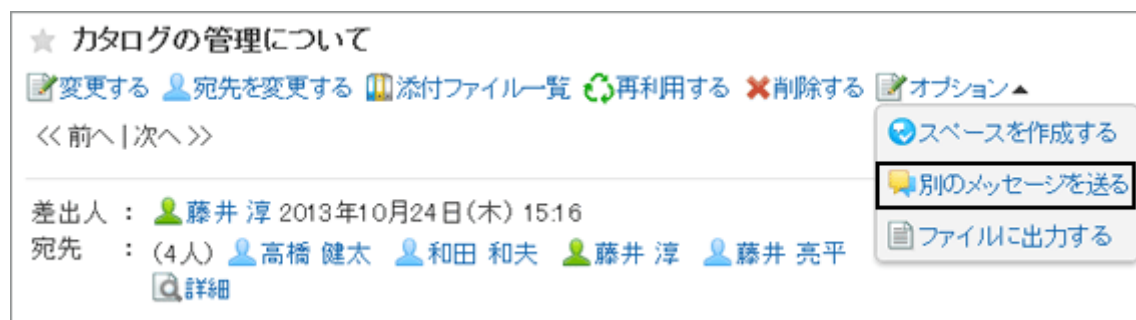 カタログの管理について
変更する 宛先を変更する 添付ファイル一覧 再利用する 削除する オプション▲
<< 前へ | 次へ >>
スペースを作成する
別のメッセージを送る
ファイルに出力する
差出人 : 藤井 淳 2013年10月24日(木) 15:16
宛先 : (4人) 高橋 健太 和田 和夫 藤井 淳 藤井 亮平
詳細